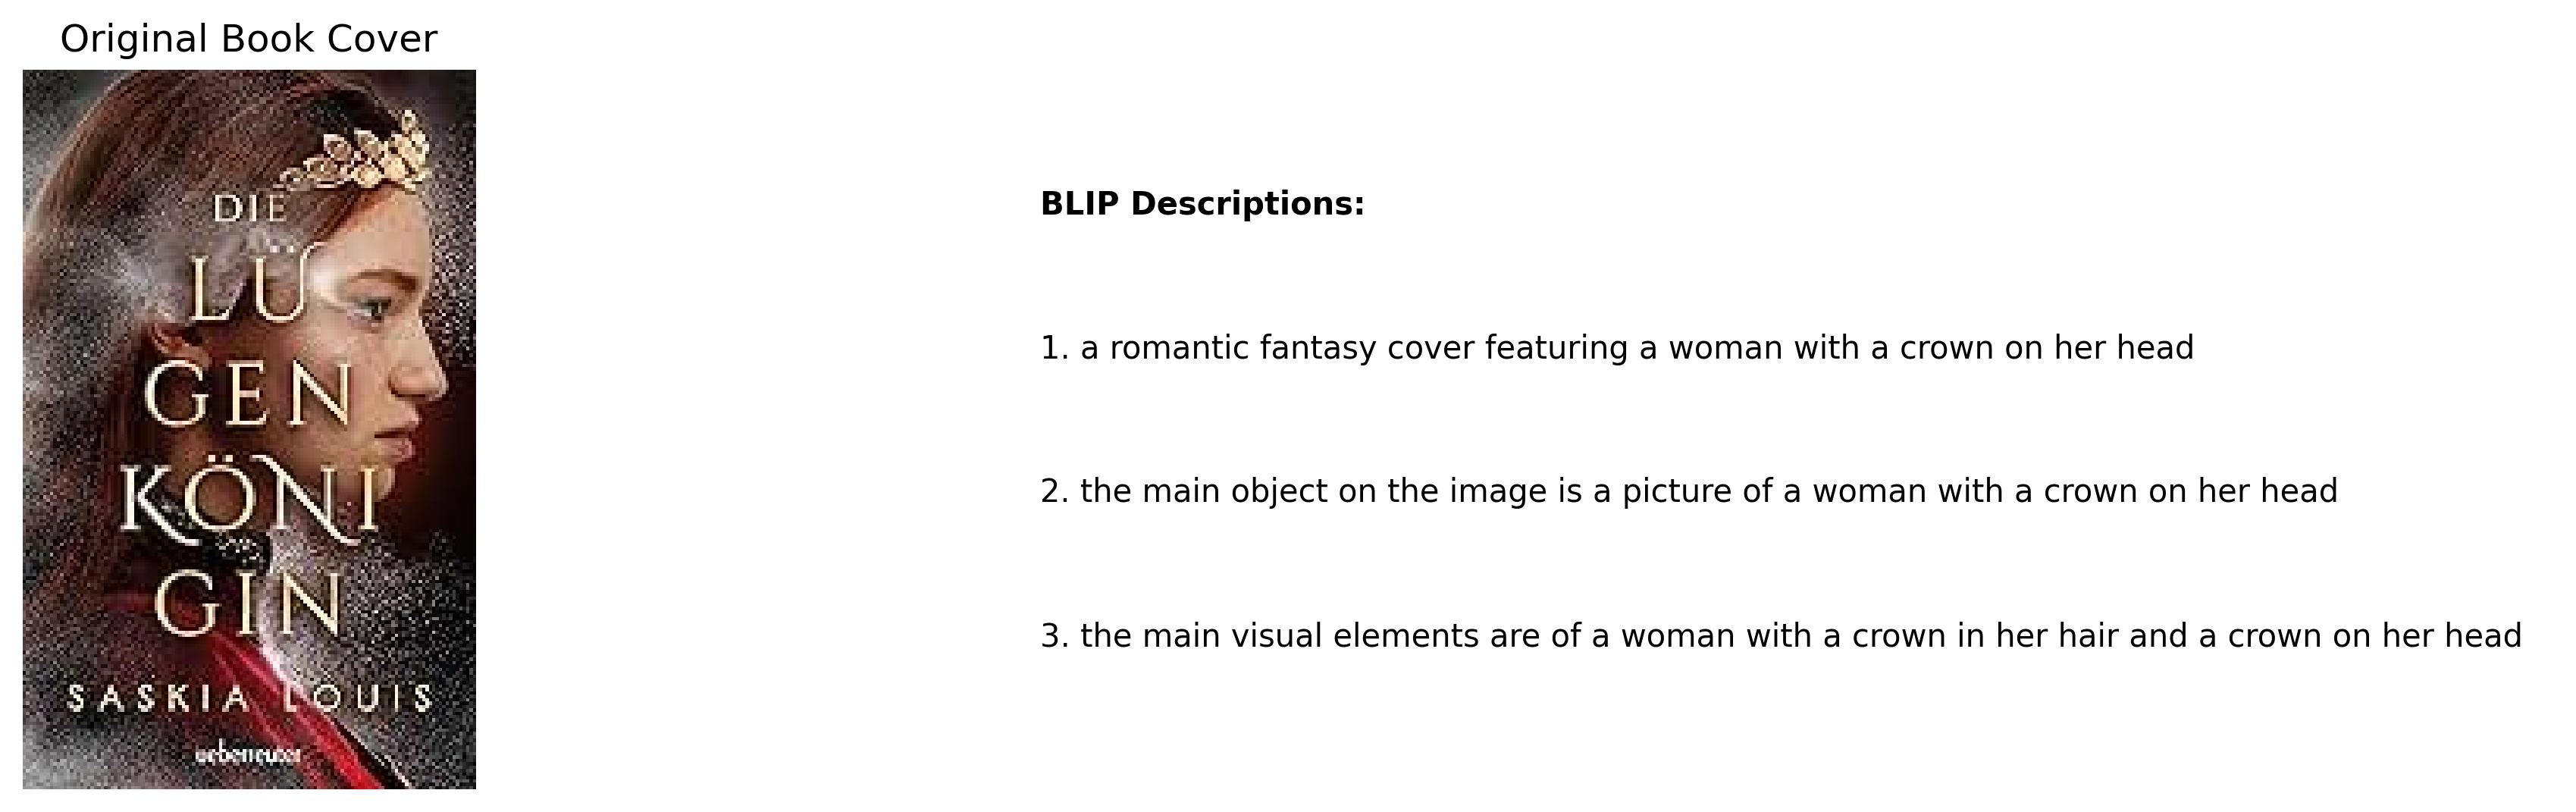 Original Book Cover
DIE
LÜ
GEN
KÖNI
GIN
SASKIA LOUIS
ueberreuter
BLIP Descriptions:
1. a romantic fantasy cover featuring a woman with a crown on her head
2. the main object on the image is a picture of a woman with a crown on her head
3. the main visual elements are of a woman with a crown in her hair and a crown on her head